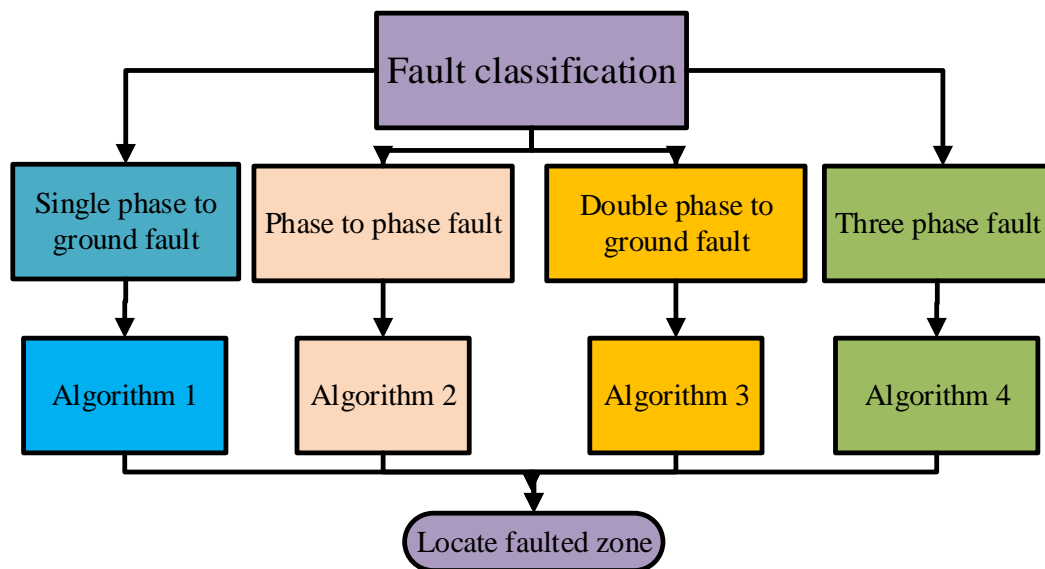 Fault classification
Single phase to
ground fault
Phase to phase fault
Double phase to
ground fault
Three phase fault
Algorithm 1
Algorithm 2
Algorithm 3
Algorithm 4
Locate faulted zone